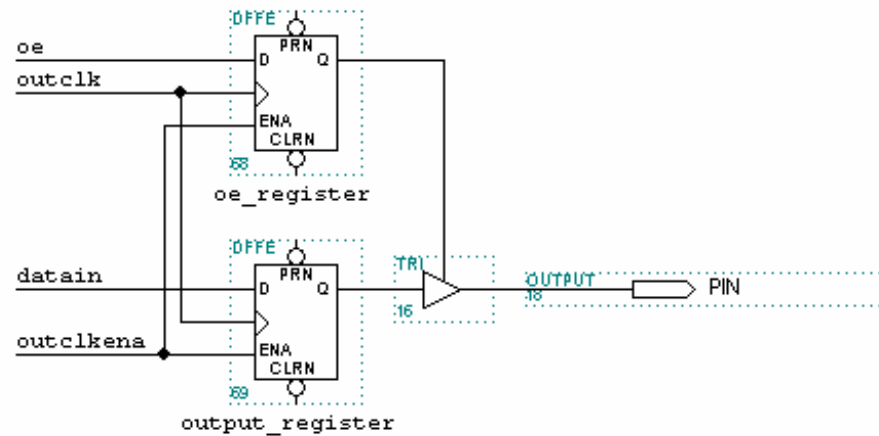 DFFE
oe
PRN
D Q
outclk
ENA
CLRN
68
oe_register
DFFE
datain
PRN
D Q
TRI
OUTPUT
PIN
18
16
outclkena
ENA
CLRN
69
output_register